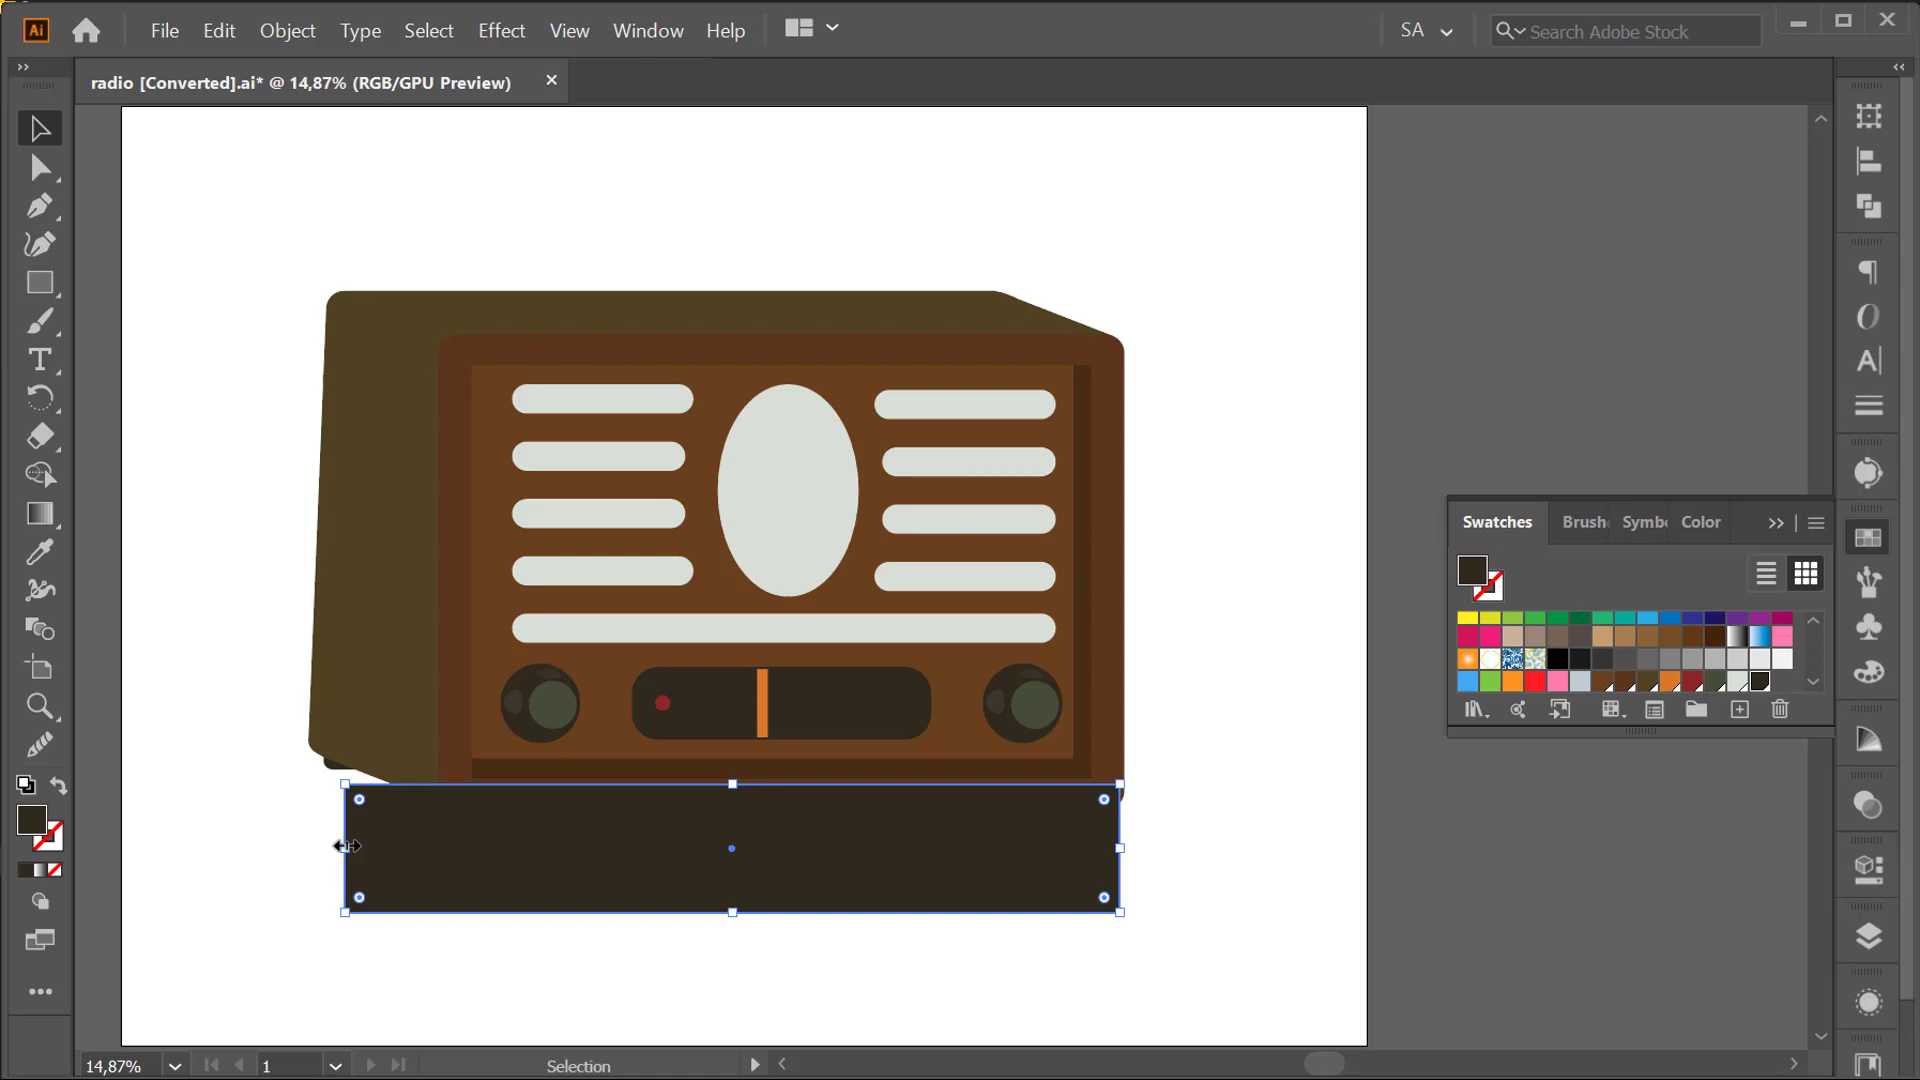 Ai
File Edit Object Type Select Effect View Window Help
SA
Search Adobe Stock
radio [Converted].ai* @ 14,87% (RGB/GPU Preview)
Swatches
Brush
Symbo
Color
14,87%
1
Selection